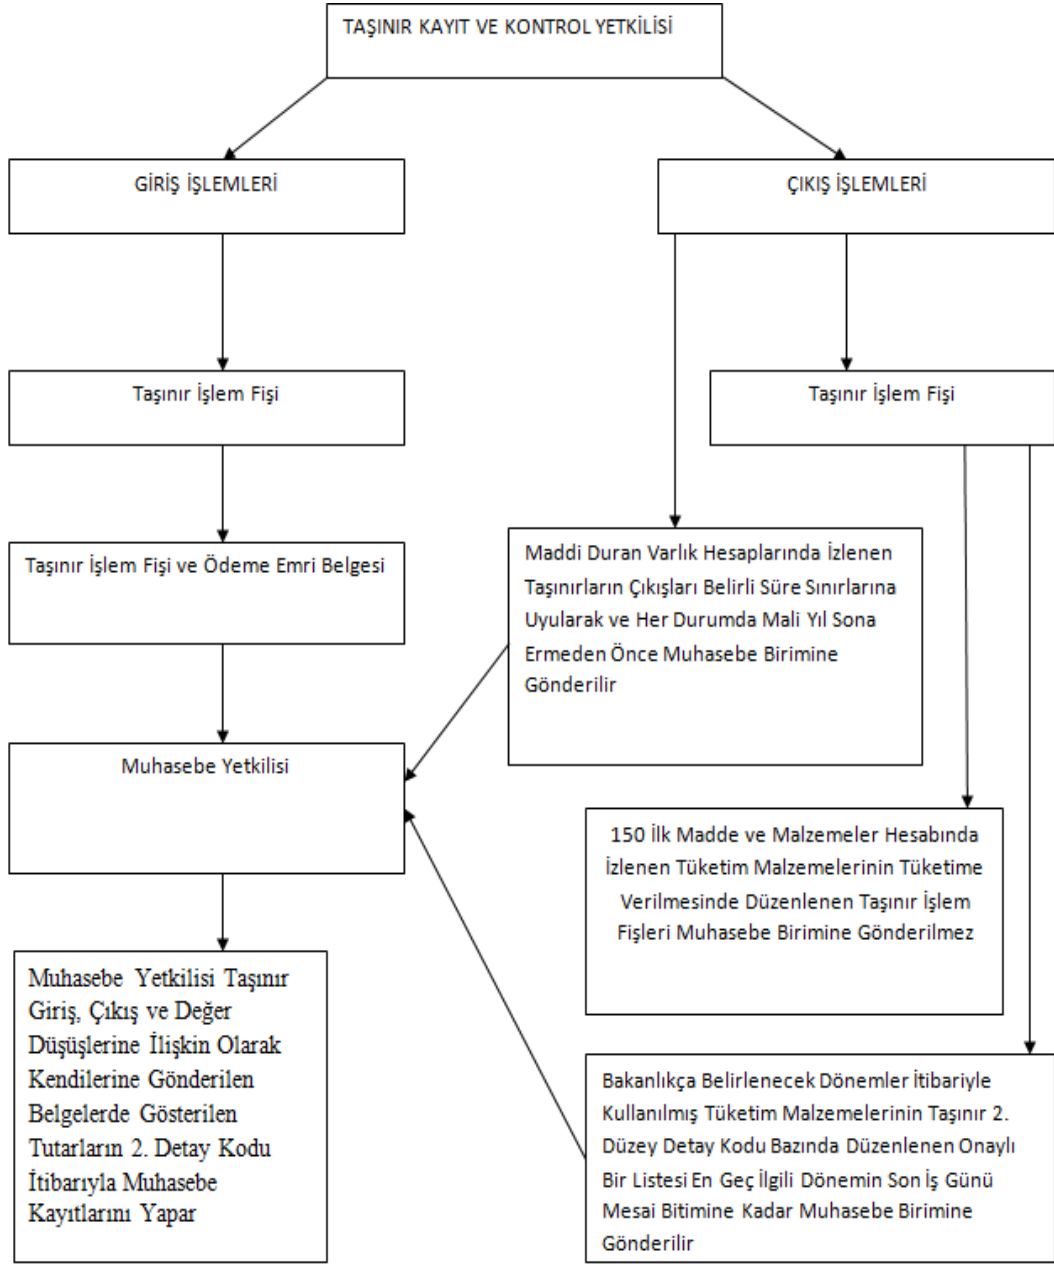 TAŞINIR KAYIT VE KONTROL YETKİLİSİ
GİRİŞ İŞLEMLERİ
ÇIKIŞ İŞLEMLERİ
Taşınır İşlem Fişi
Taşınır İşlem Fişi
Taşınır İşlem Fişi ve Ödeme Emri Belgesi
Maddi Duran Varlık Hesaplarında İzlenen
Taşınırların Çıkışları Belirli Süre Sınırlarına
Uyularak ve Her Durumda Mali Yıl Sona
Ermeden Önce Muhasebe Birimine
Gönderilir
Muhasebe Yetkilisi
150 İlk Madde ve Malzemeler Hesabında
İzlenen Tüketim Malzemelerinin Tüketime
Verilmesinde Düzenlenen Taşınır İşlem
Fişleri Muhasebe Birimine Gönderilmez
Muhasebe Yetkilisi Taşınır
Giriş, Çıkış ve Değer
Düşüşlerine İlişkin Olarak
Kendilerine Gönderilen
Belgelerde Gösterilen
Tutarların 2. Detay Kodu
İtibarıyla Muhasebe
Kayıtlarını Yapar
Bakanlıkça Belirlenecek Dönemler İtibariyle
Kullanılmış Tüketim Malzemelerinin Taşınır 2.
Düzey Detay Kodu Bazında Düzenlenen Onaylı
Bir Listesi En Geç İlgili Dönemin Son İş Günü
Mesai Bitimine Kadar Muhasebe Birimine
Gönderilir